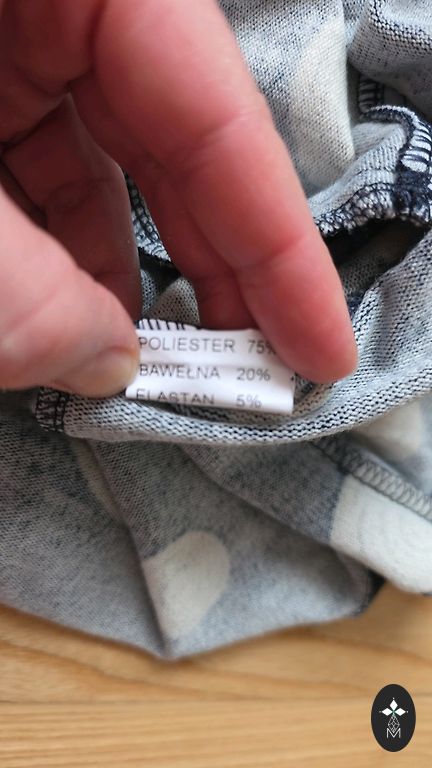 POLIESTER 75%
BAWEŁNA 20%
ELASTAN 5%